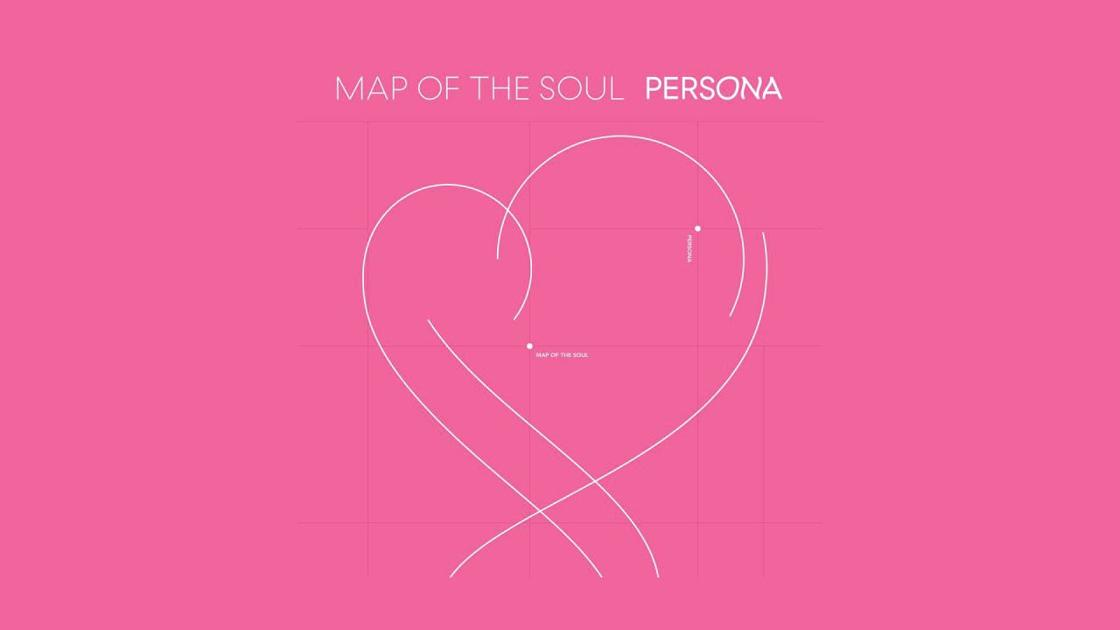 MAP OF THE SOUL PERSONA
PERSONA
MAP OF THE SOUL